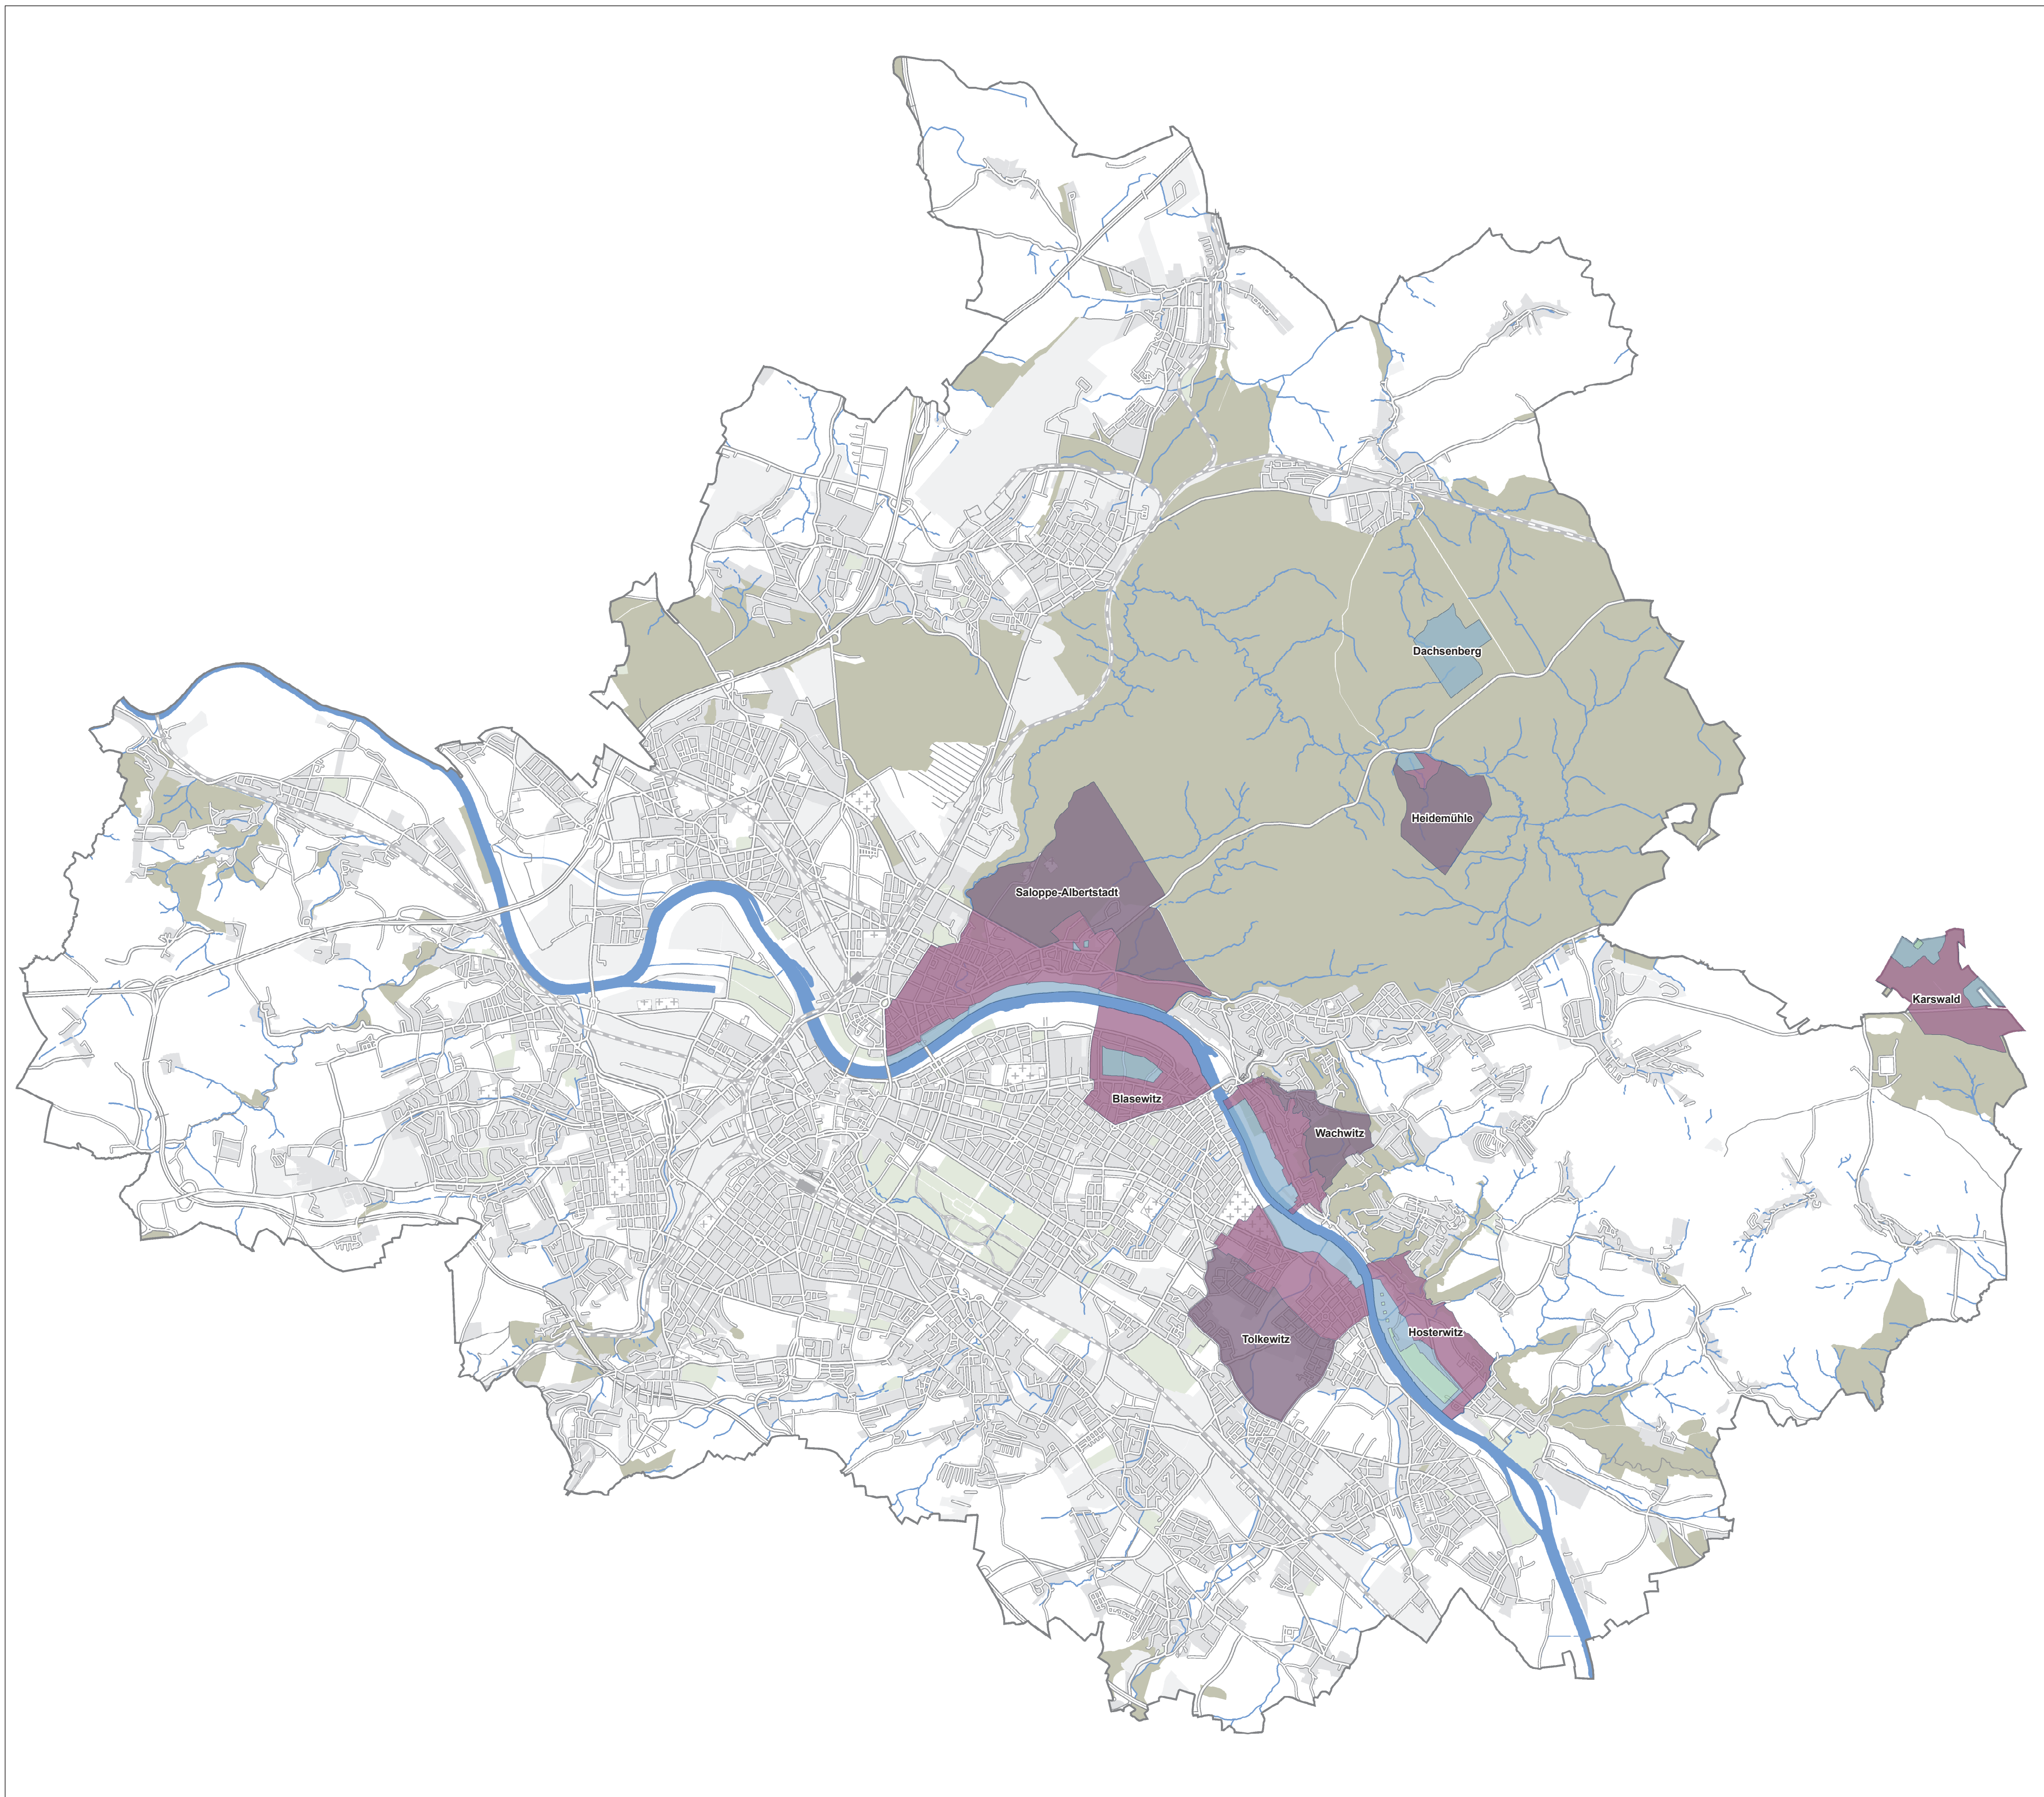 Dachsenberg
Heidemühle
Saloppe-Albertstadt
Karswald
Blasewitz
Wachwitz
Hosterwitz
Tolkewitz